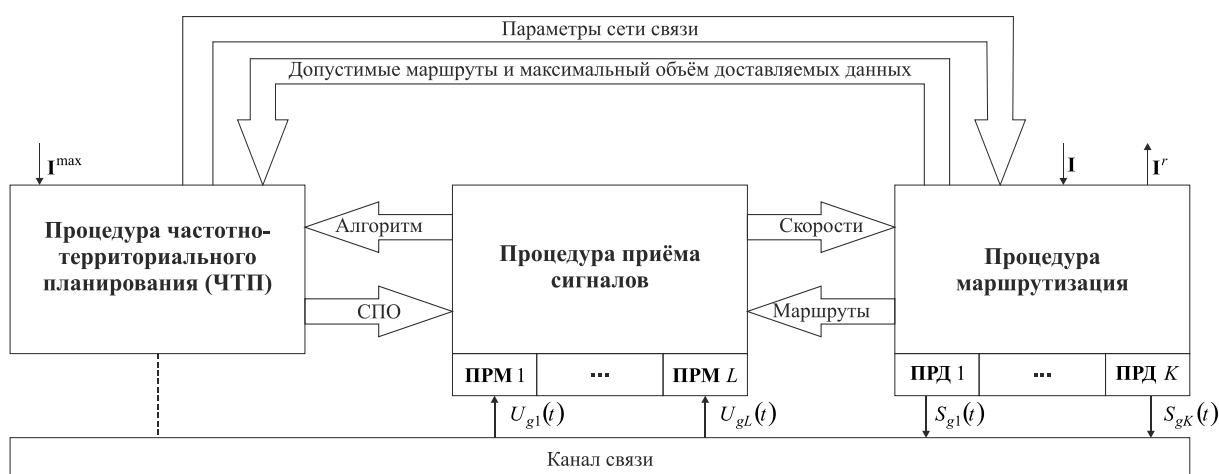 Параметры сети связи
Допустимые маршруты и максимальный объём доставляемых данных
I^max
I
I^r
Процедура частотно-
территориального
планирования (ЧТП)
Алгоритм
СПО
Процедура приёма
сигналов
Скорости
Маршруты
Процедура
маршрутизация
ПРМ 1
...
ПРМ L
ПРД 1
...
ПРД K
U_g1(t)
U_gL(t)
S_g1(t)
S_gK(t)
Канал связи